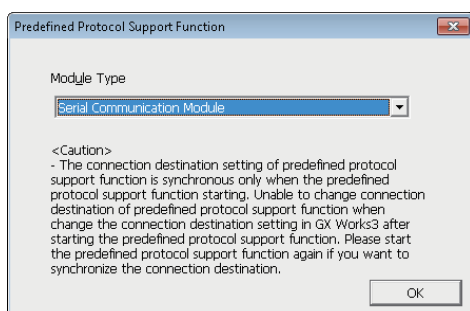 Predefined Protocol Support Function
Module Type
Serial Communication Module
<Caution>
- The connection destination setting of predefined protocol
support function is synchronous only when the predefined
protocol support function starting. Unable to change connection
destination of predefined protocol support function when
change the connection destination setting in GX Works3 after
starting the predefined protocol support function. Please start
the predefined protocol support function again if you want to
synchronize the connection destination.
OK